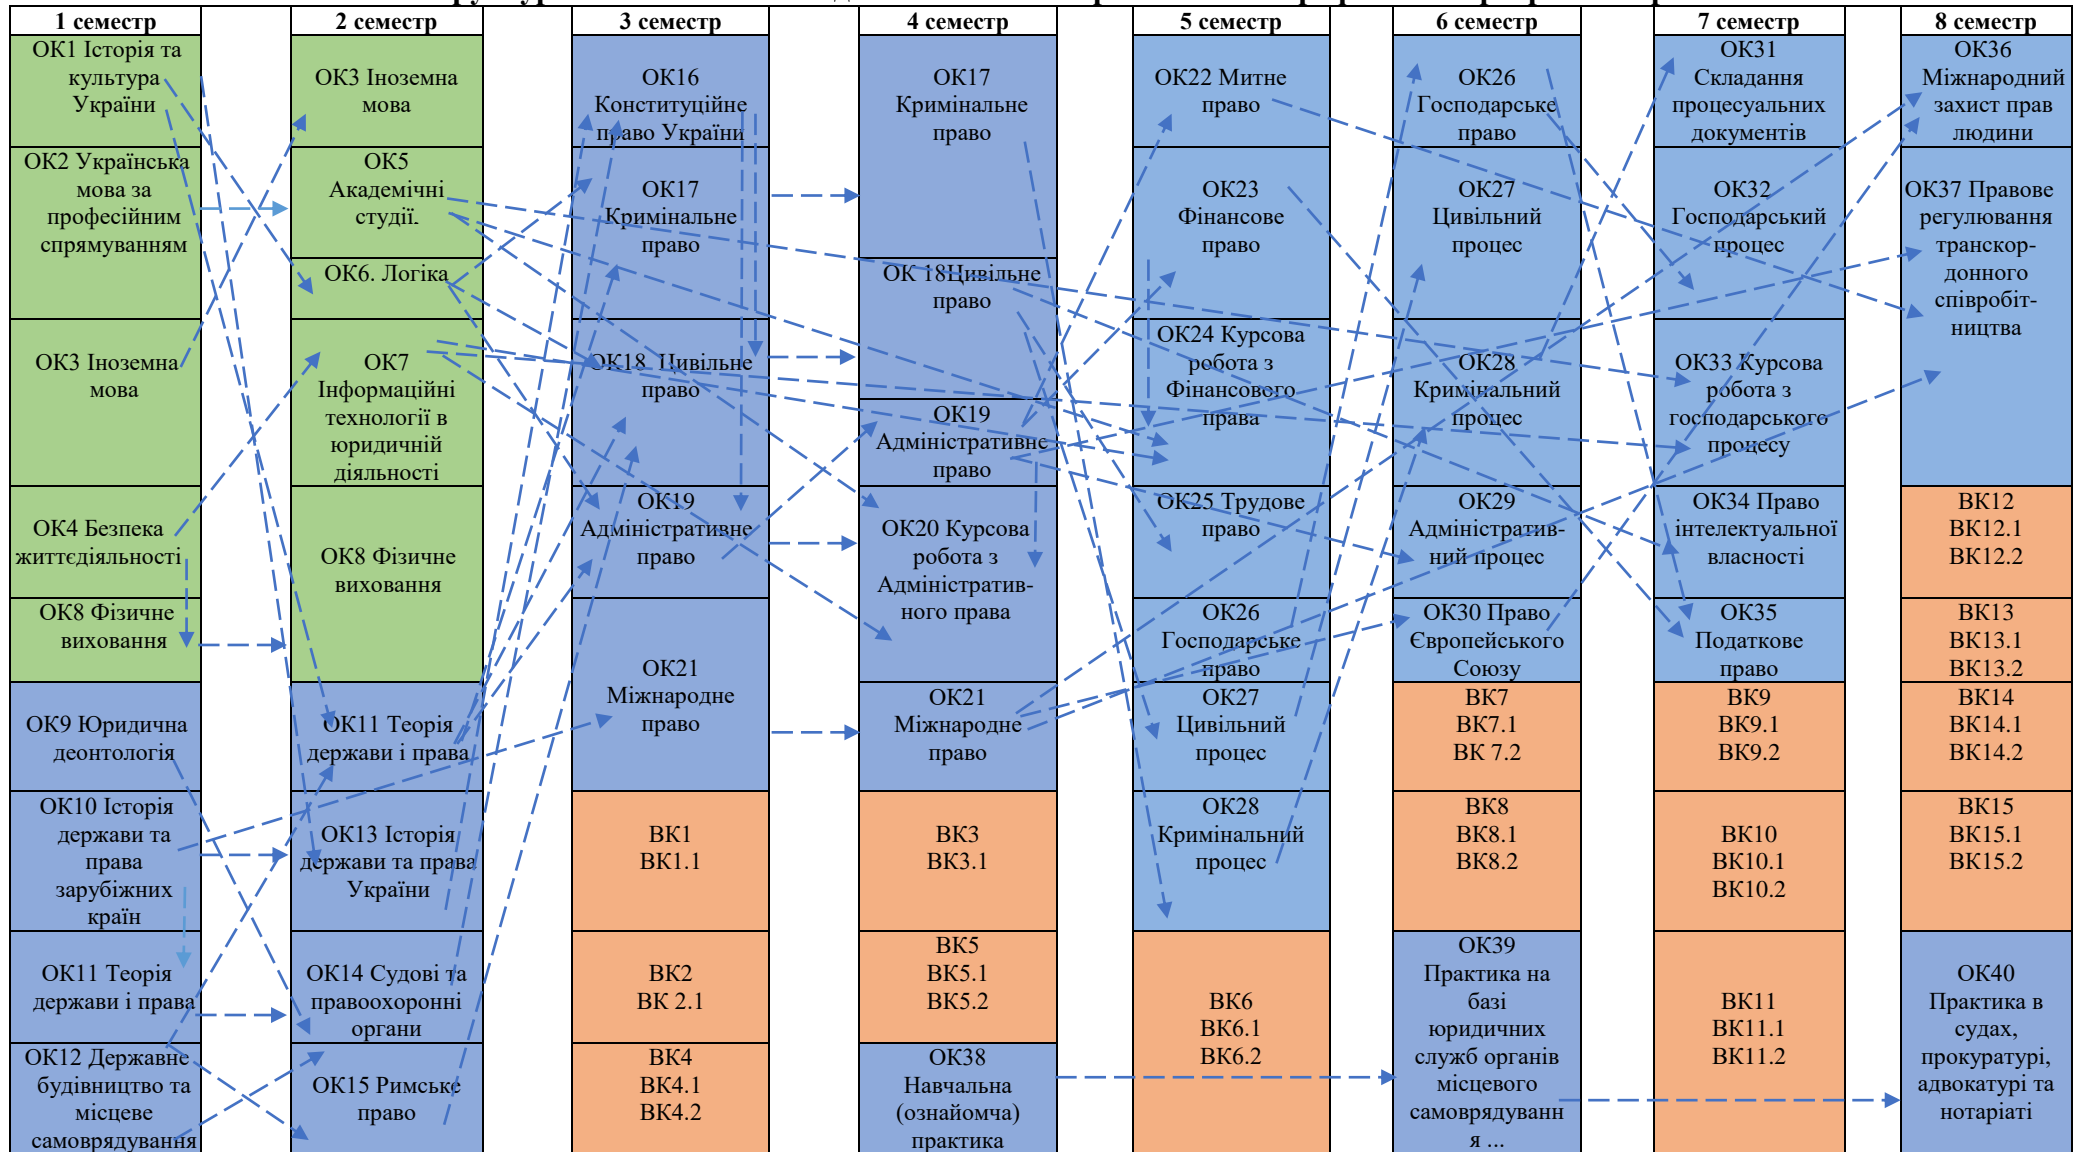 1 семестр
2 семестр
3 семестр
4 семестр
5 семестр
6 семестр
7 семестр
8 семестр
ОК1 Історія та
культура
України
ОК2 Українська
мова за
професійним
спрямуванням
ОК3 Іноземна
мова
ОК4 Безпека
життєдіяльності
ОК8 Фізичне
виховання
ОК9 Юридична
деонтологія
ОК10 Історія
держави та
права
зарубіжних
країн
ОК11 Теорія
держави і права
ОК12 Державне
будівництво та
місцеве
самоврядування
ОК3 Іноземна
мова
ОК5
Академічні
студії.
ОК6. Логіка
ОК7
Інформаційні
технології в
юридичній
діяльності
ОК8 Фізичне
виховання
ОК11 Теорія
держави і права
ОК13 Історія
держави та права
України
ОК14 Судові та
правоохоронні
органи
ОК15 Римське
право
ОК16
Конституційне
право України
ОК17
Кримінальне
право
ОК18 Цивільне
право
ОК19
Адміністративне
право
ОК21
Міжнародне
право
ВК1
ВК1.1
ВК2
ВК 2.1
ВК4
ВК4.1
ВК4.2
ОК17
Кримінальне
право
ОК 18Цивільне
право
ОК19
Адміністративне
право
ОК20 Курсова
робота з
Адміністратив-
ного права
ОК21
Міжнародне
право
ВК3
ВК3.1
ВК5
ВК5.1
ВК5.2
ОК38
Навчальна
(ознайомча)
практика
ОК22 Митне
право
ОК23
Фінансове
право
ОК24 Курсова
робота з
Фінансового
права
ОК25 Трудове
право
ОК26
Господарське
право
ОК27
Цивільний
процес
ОК28
Кримінальний
процес
ВК6
ВК6.1
ВК6.2
ОК26
Господарське
право
ОК27
Цивільний
процес
ОК28
Кримінальний
процес
ОК29
Адміністратив-
ний процес
ОК30 Право
Європейського
Союзу
ВК7
ВК7.1
ВК 7.2
ВК8
ВК8.1
ВК8.2
ОК39
Практика на
базі
юридичних
служб органів
місцевого
самоврядуванн
я ...
ОК31
Складання
процесуальних
документів
ОК32
Господарський
процес
ОК33 Курсова
робота з
господарського
процесу
ОК34 Право
інтелектуальної
власності
ОК35
Податкове
право
ВК9
ВК9.1
ВК9.2
ВК10
ВК10.1
ВК10.2
ВК11
ВК11.1
ВК11.2
ОК36
Міжнародний
захист прав
людини
ОК37 Правове
регулювання
транскор-
донного
співробіт-
ництва
ВК12
ВК12.1
ВК12.2
ВК13
ВК13.1
ВК13.2
ВК14
ВК14.1
ВК14.2
ВК15
ВК15.1
ВК15.2
ОК40
Практика в
судах,
прокуратурі,
адвокатурі та
нотаріаті